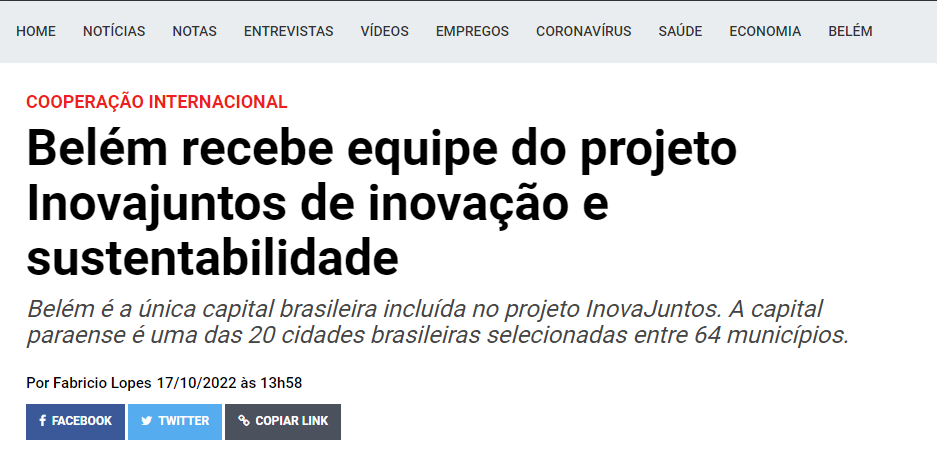 HOME NOTÍCIAS NOTAS ENTREVISTAS VÍDEOS EMPREGOS CORONAVÍRUS SAÚDE ECONOMIA BELÉM
COOPERAÇÃO INTERNACIONAL
Belém recebe equipe do projeto
Inovajuntos de inovação e
sustentabilidade
Belém é a única capital brasileira incluída no projeto InovaJuntos. A capital
paraense é uma das 20 cidades brasileiras selecionadas entre 64 municípios.
Por Fabricio Lopes 17/10/2022 às 13h58
FACEBOOK TWITTER COPIAR LINK